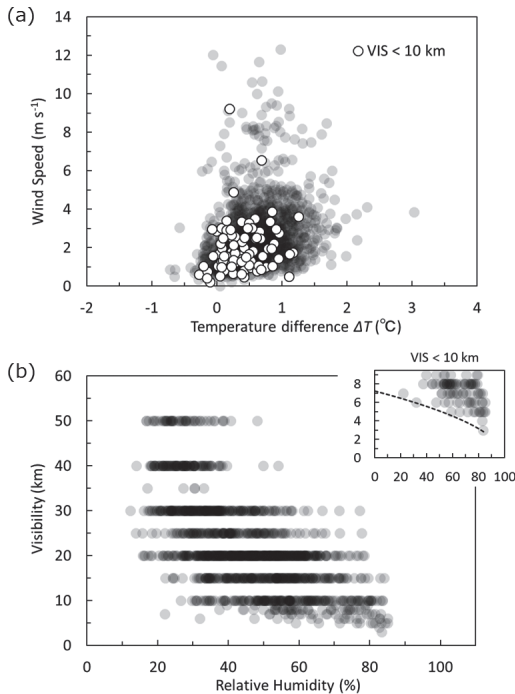 (a)
14
12
10
8
6
4
2
0
Wind Speed (m s-1)
VIS < 10 km
-2 -1 0 1 2 3 4
Temperature difference ΔT (℃)
(b)
60
50
40
30
20
10
0
Visibility (km)
VIS < 10 km
8
6
4
2
0
0 20 40 60 80 100
0 20 40 60 80 100
Relative Humidity (%)